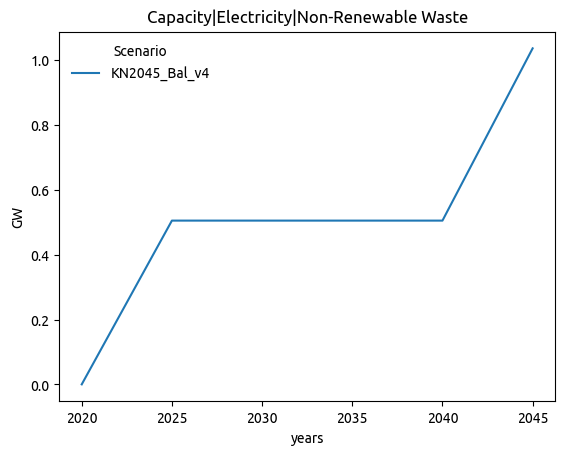 Capacity|Electricity|Non-Renewable Waste
Scenario
KN2045_Bal_v4
1.0
0.8
0.6
0.4
0.2
0.0
GW
2020 2025 2030 2035 2040 2045
years